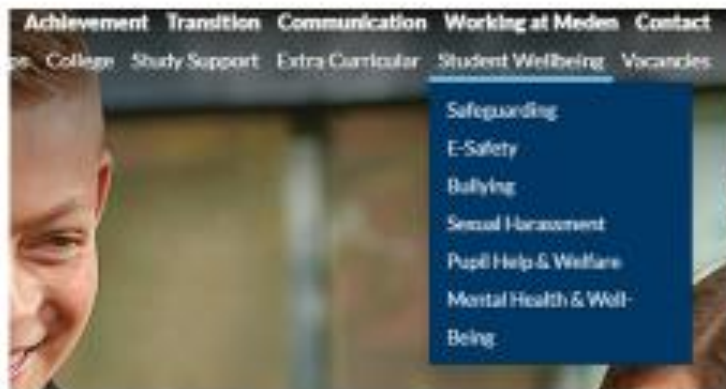 Achievement Transition Communication Working at Meden Contact
College Study Support Extra Curricular Student Wellbeing Vacancies
Safeguarding
E-Safety
Bullying
Sexual Harassment
Pupil Help & Welfare
Mental Health & Well-
Being